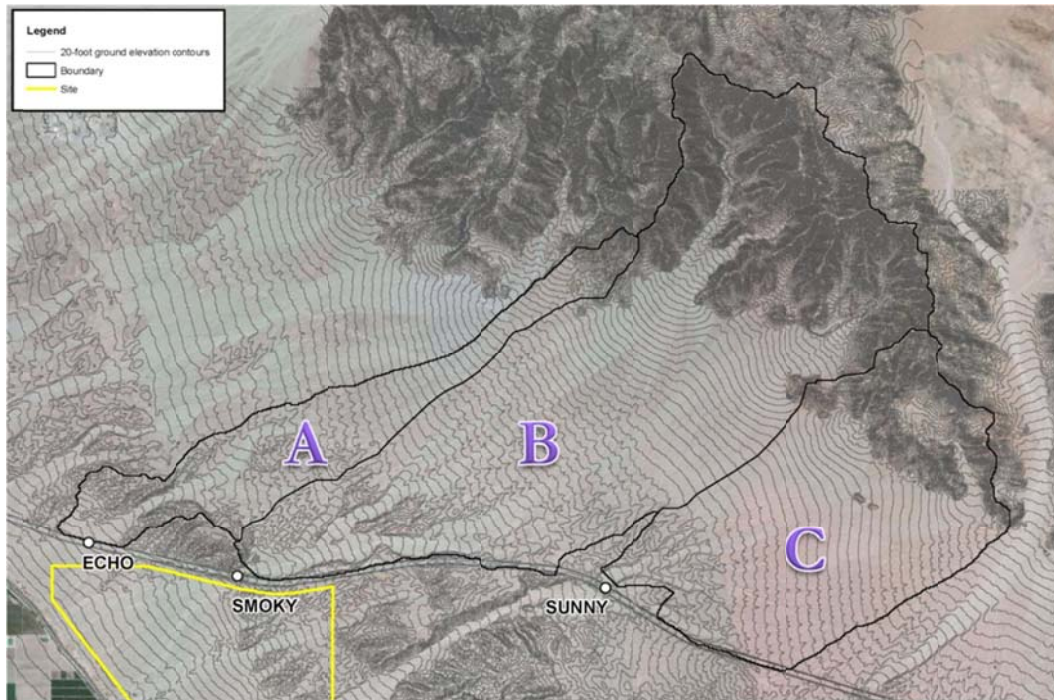 Legend
20-foot ground elevation contours
Boundary
Site
A
B
C
ECHO
SMOKY
SUNNY